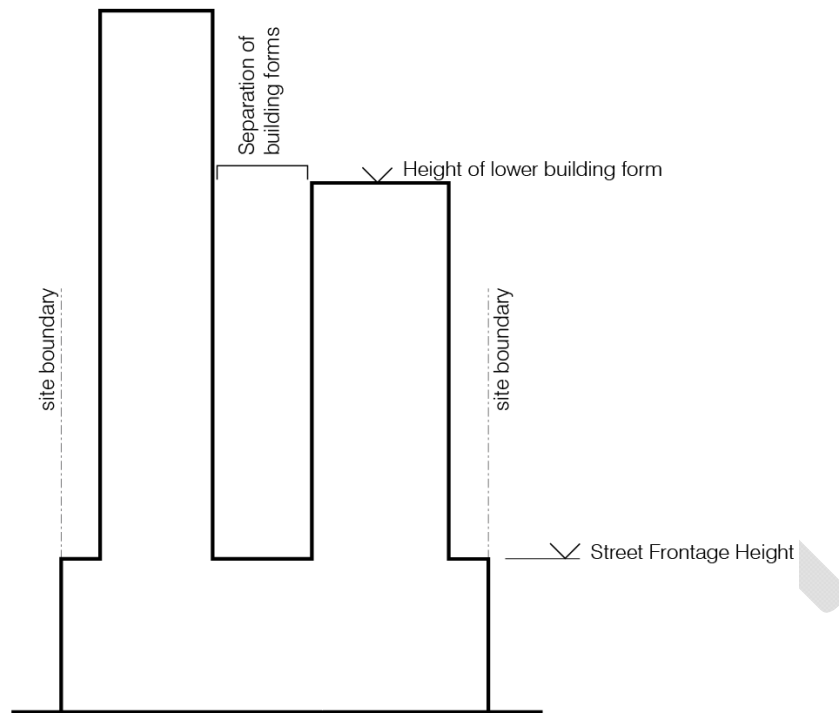 Separation of
building forms
Height of lower building form
site boundary
site boundary
Street Frontage Height